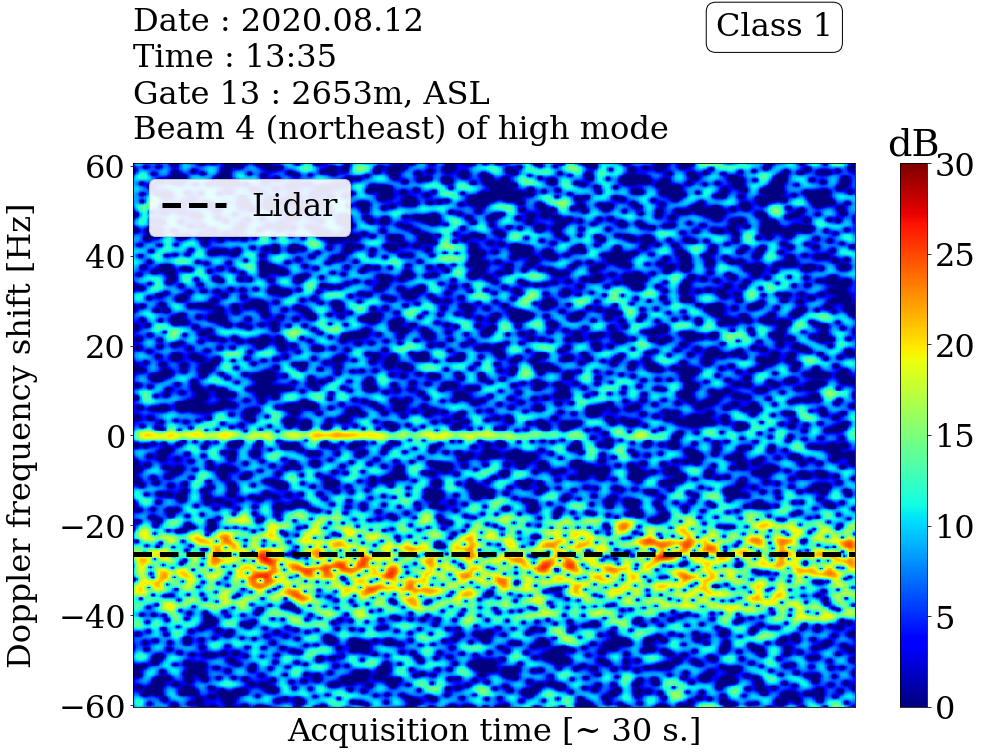 Date : 2020.08.12
Time : 13:35
Gate 13 : 2653m, ASL
Beam 4 (northeast) of high mode
Class 1
dB
Lidar
Doppler frequency shift [Hz]
60
40
20
0
−20
−40
−60
30
25
20
15
10
5
0
Acquisition time [~ 30 s.]